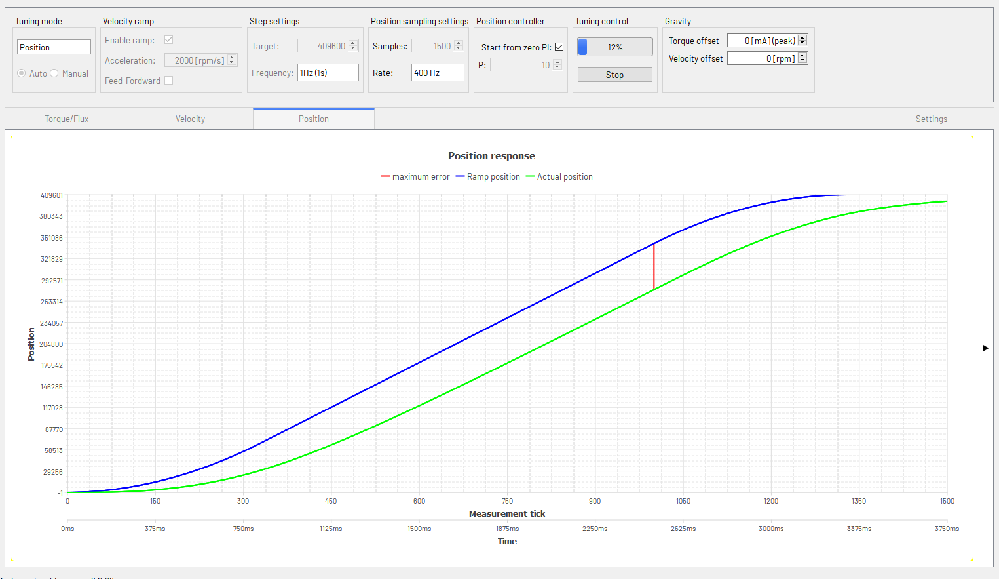 Tuning mode
Position
Auto
Manual
Velocity ramp
Enable ramp:
Acceleration: 2000 [rpm/s]
Feed-Fordward
Step settings
Target: 409600
Frequency: 1Hz (1s)
Position sampling settings
Samples: 1500
Rate: 400 Hz
Position controller
Start from zero PI:
P: 10
Tuning control
12%
Stop
Gravity
Torque offset 0 [mA] (peak)
Velocity offset 0 [rpm]
Torque/Flux
Velocity
Position
Settings
Position response
maximum error
Ramp position
Actual position
409601
380343
351086
321829
292571
263314
234057
204800
175542
146285
117028
87770
58513
29256
-1
Position
0 150 300 450 600 750 900 1050 1200 1350 1500
Measurement tick
0ms 375ms 750ms 1125ms 1500ms 1875ms 2250ms 2625ms 3000ms 3375ms 3750ms
Time